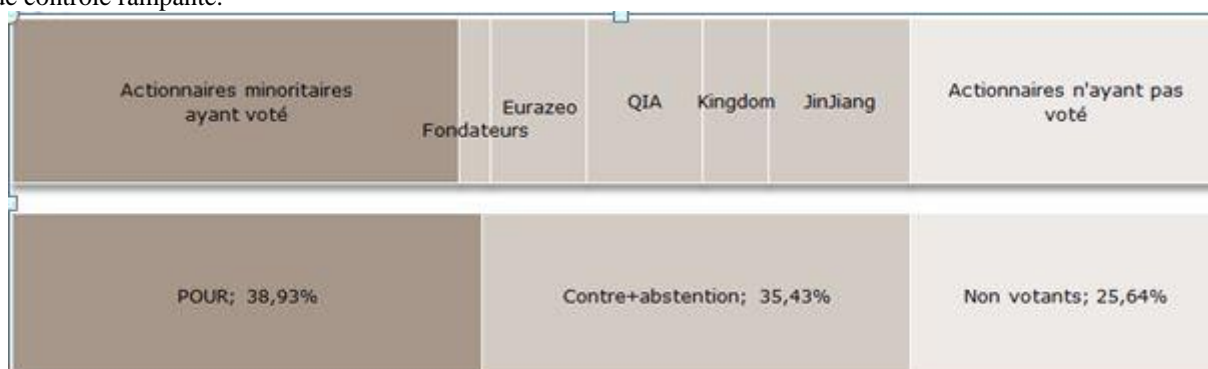 de contrôle rampante.
Actionnaires minoritaires
ayant voté
Fondateurs
Eurazeo
QIA
Kingdom
JinJiang
Actionnaires n'ayant pas
voté
POUR; 38,93%
Contre+abstention; 35,43%
Non votants; 25,64%